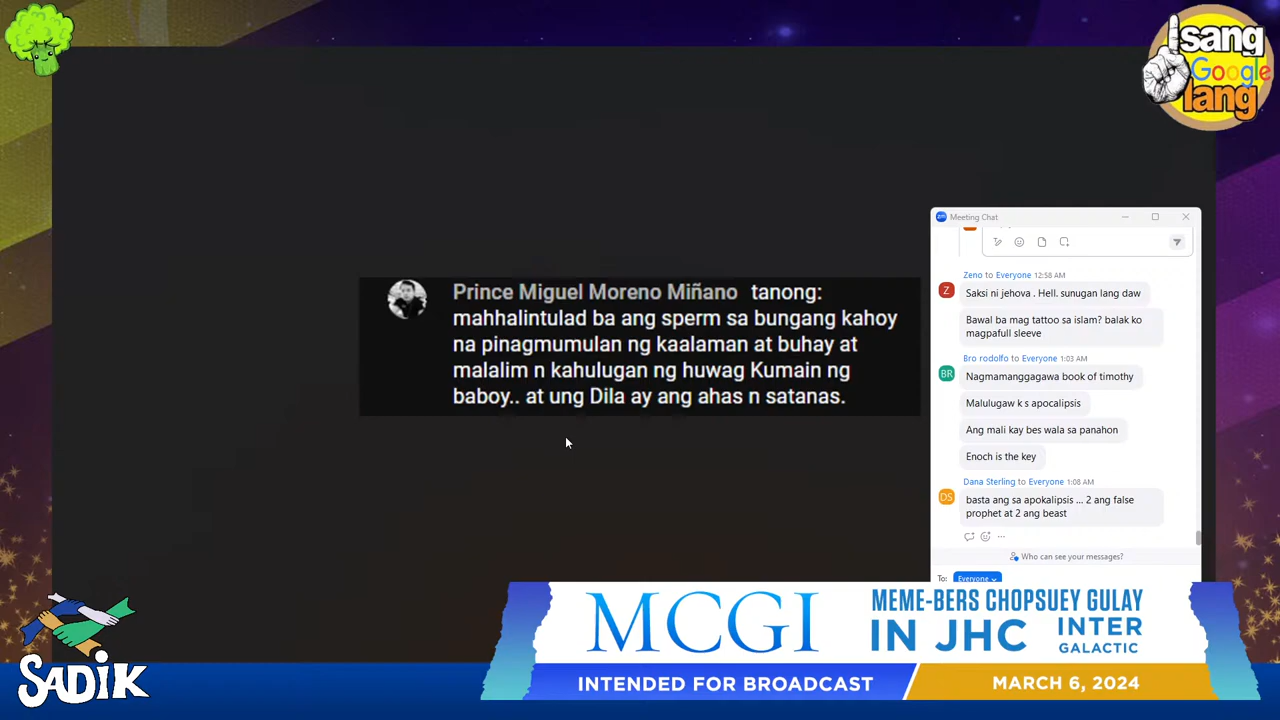 sang
Google
lang
Prince Miguel Moreno Miñano tanong:
mahhalintulad ba ang sperm sa bungang kahoy
na pinagmumulan ng kaalaman at buhay at
malalim n kahulugan ng huwag Kumain ng
baboy.. at ung Dila ay ang ahas n satanas.
Meeting Chat
Zeno to Everyone 12:58 AM
Z
Saksi ni jehova . Hell. sunugan lang daw
Bawal ba mag tattoo sa islam? balak ko
magpafull sleeve
Bro rodolfo to Everyone 1:03 AM
BR
Nagmamanggagawa book of timothy
Malulugaw k s apocalipsis
Ang mali kay bes wala sa panahon
Enoch is the key
Dana Sterling to Everyone 1:08 AM
DS
basta ang sa apokalipsis ... 2 ang false
prophet at 2 ang beast
Who can see your messages?
To: Everyone
SADIK
MCGI
MEME-BERS CHOPSUEY GULAY
IN JHC INTER
GALACTIC
INTENDED FOR BROADCAST
MARCH 6, 2024